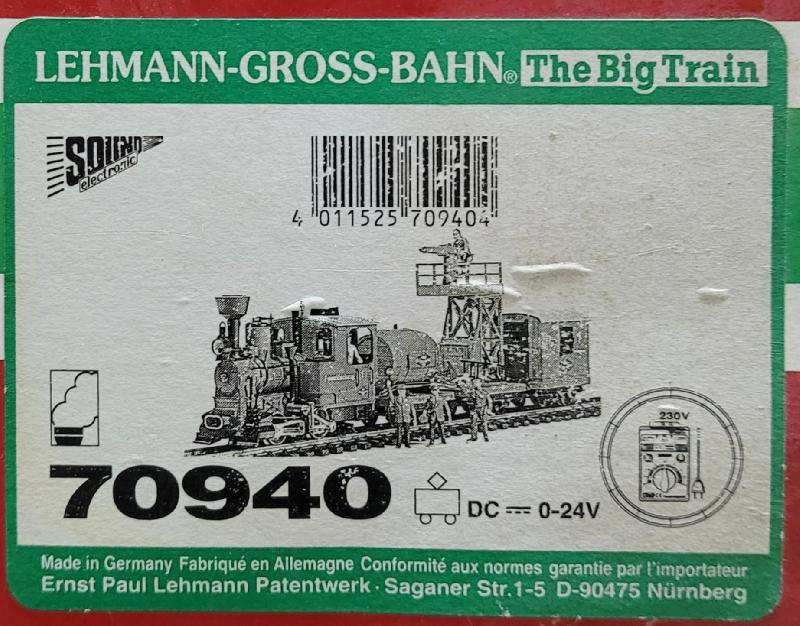 LEHMANN-GROSS-BAHN® The Big Train
SOUND
electronic
4 011525 709404
230V
70940
DC 0-24V
Made in Germany Fabriqué en Allemagne Conformité aux normes garantie par l'importateur
Ernst Paul Lehmann Patentwerk · Saganer Str.1-5 D-90475 Nürnberg